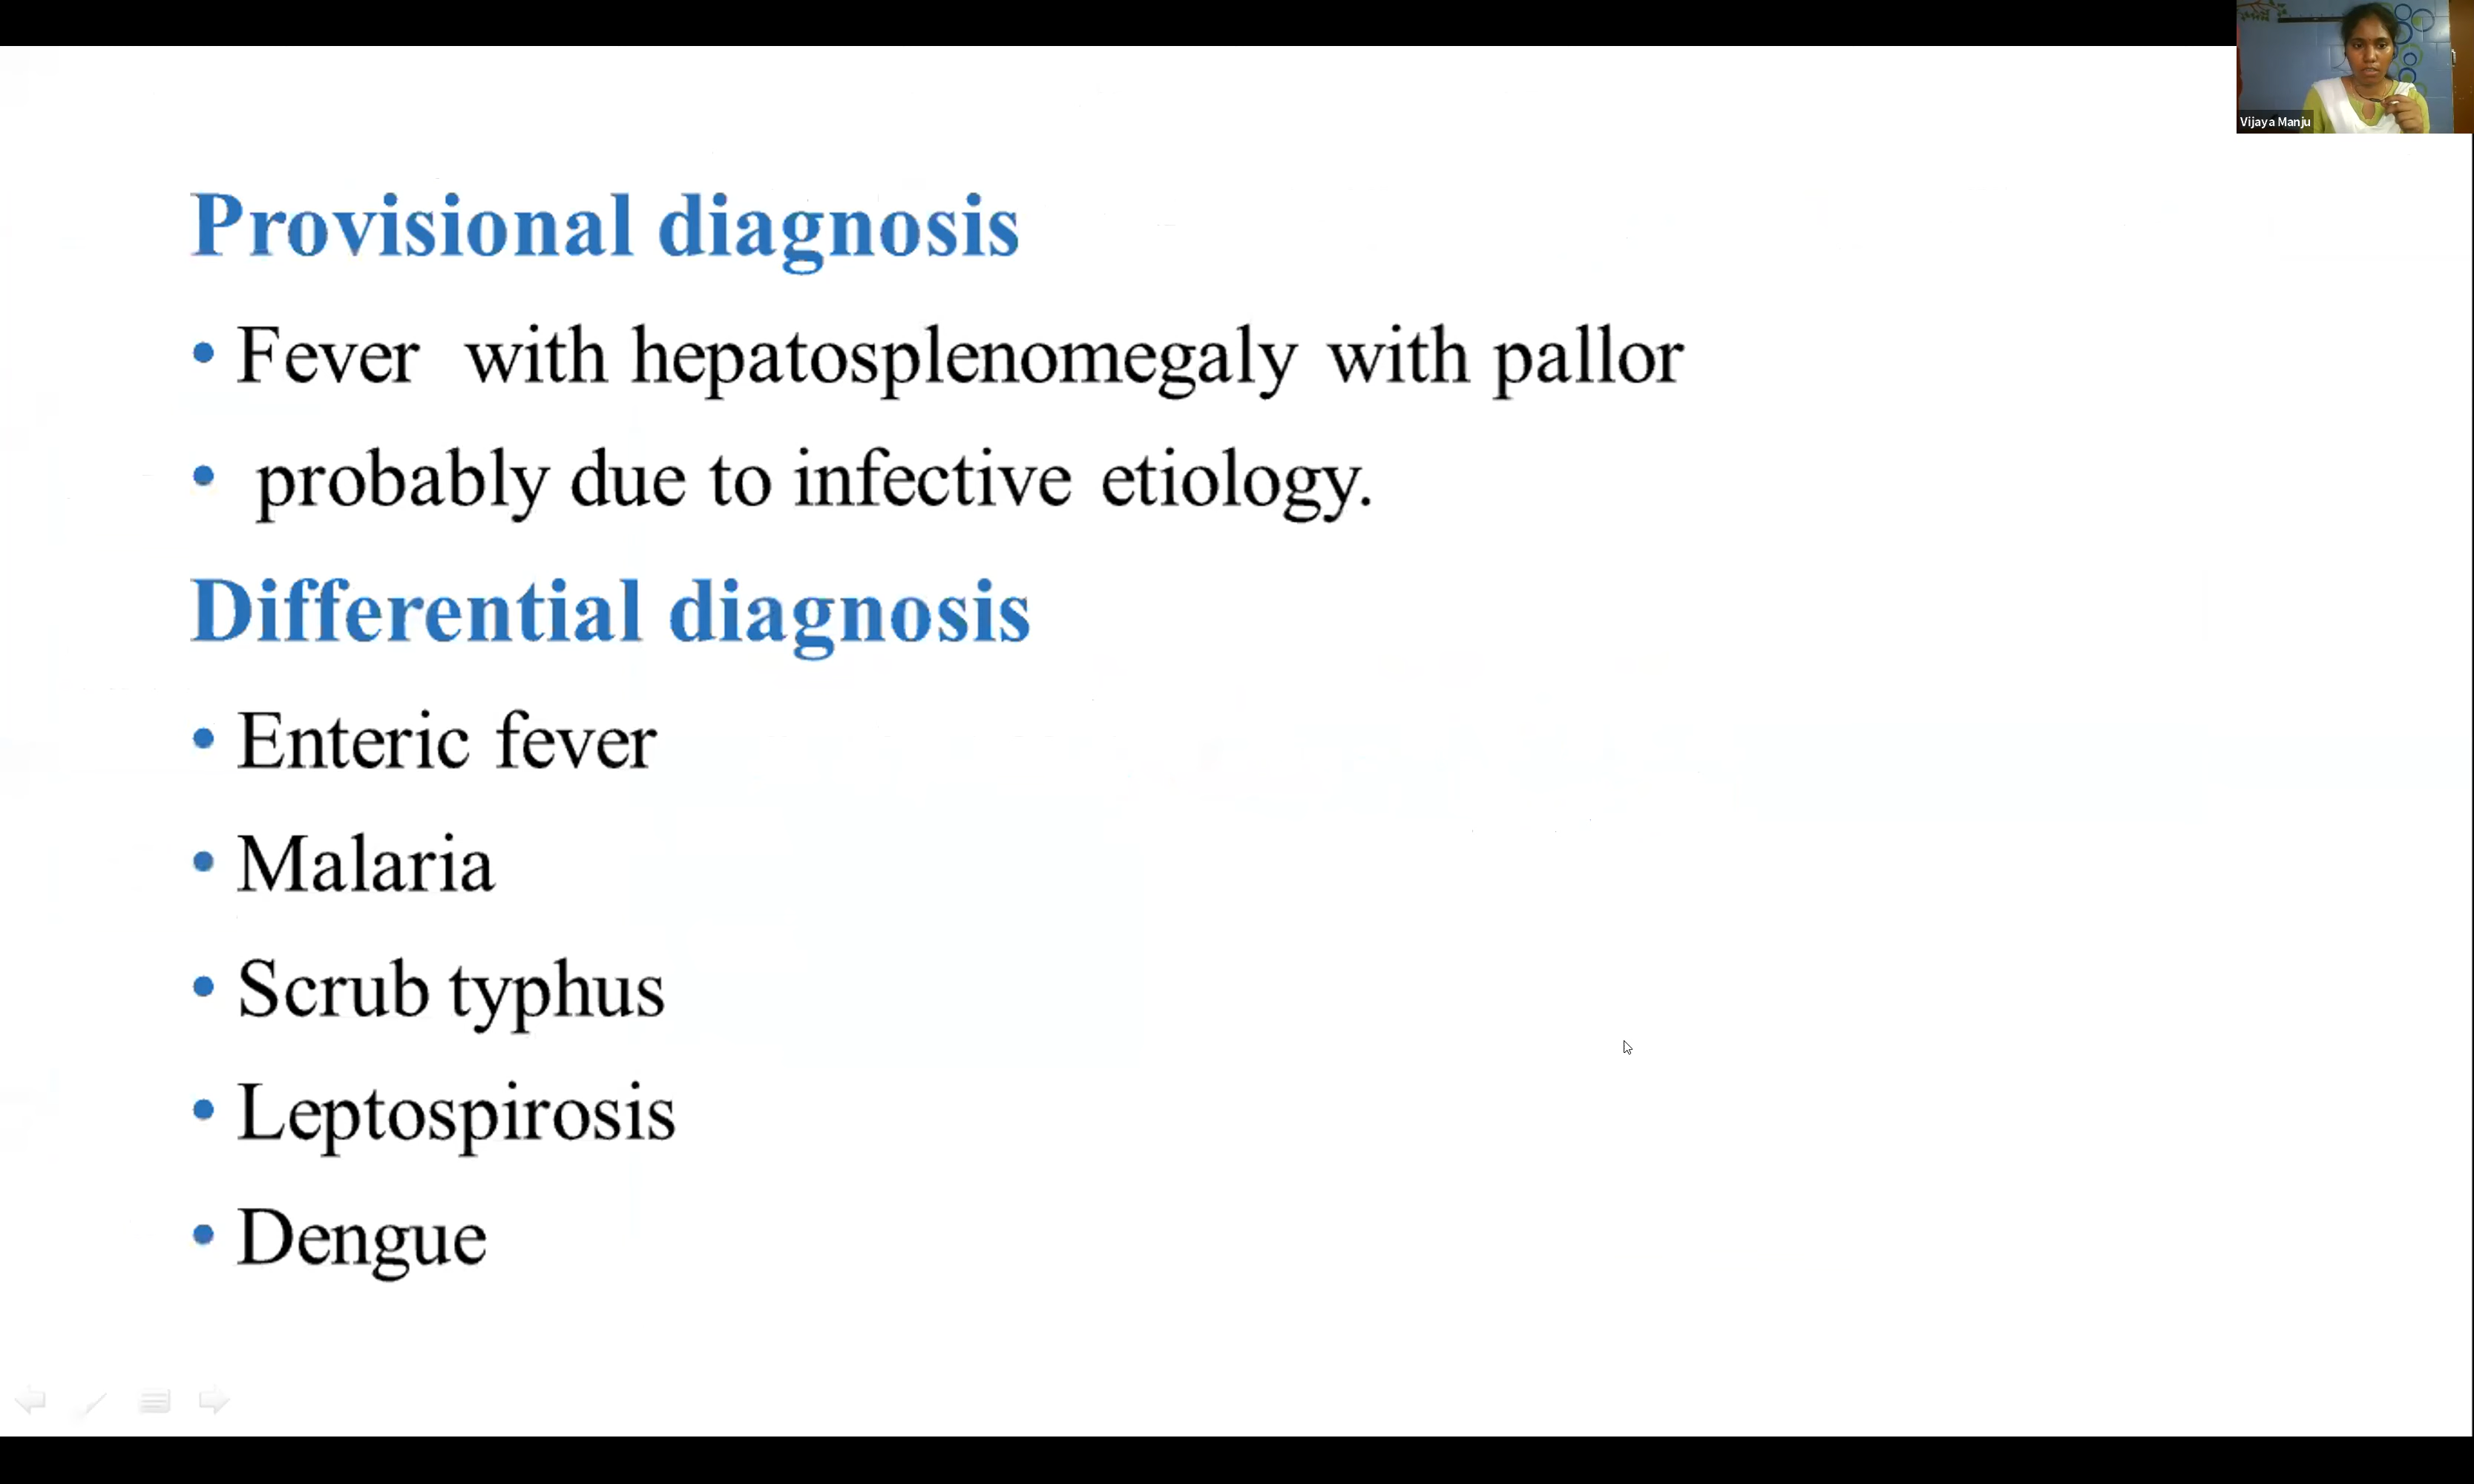 Vijaya Manju
Provisional diagnosis
• Fever with hepatosplenomegaly with pallor
• probably due to infective etiology.
Differential diagnosis
• Enteric fever
• Malaria
• Scrub typhus
• Leptospirosis
• Dengue